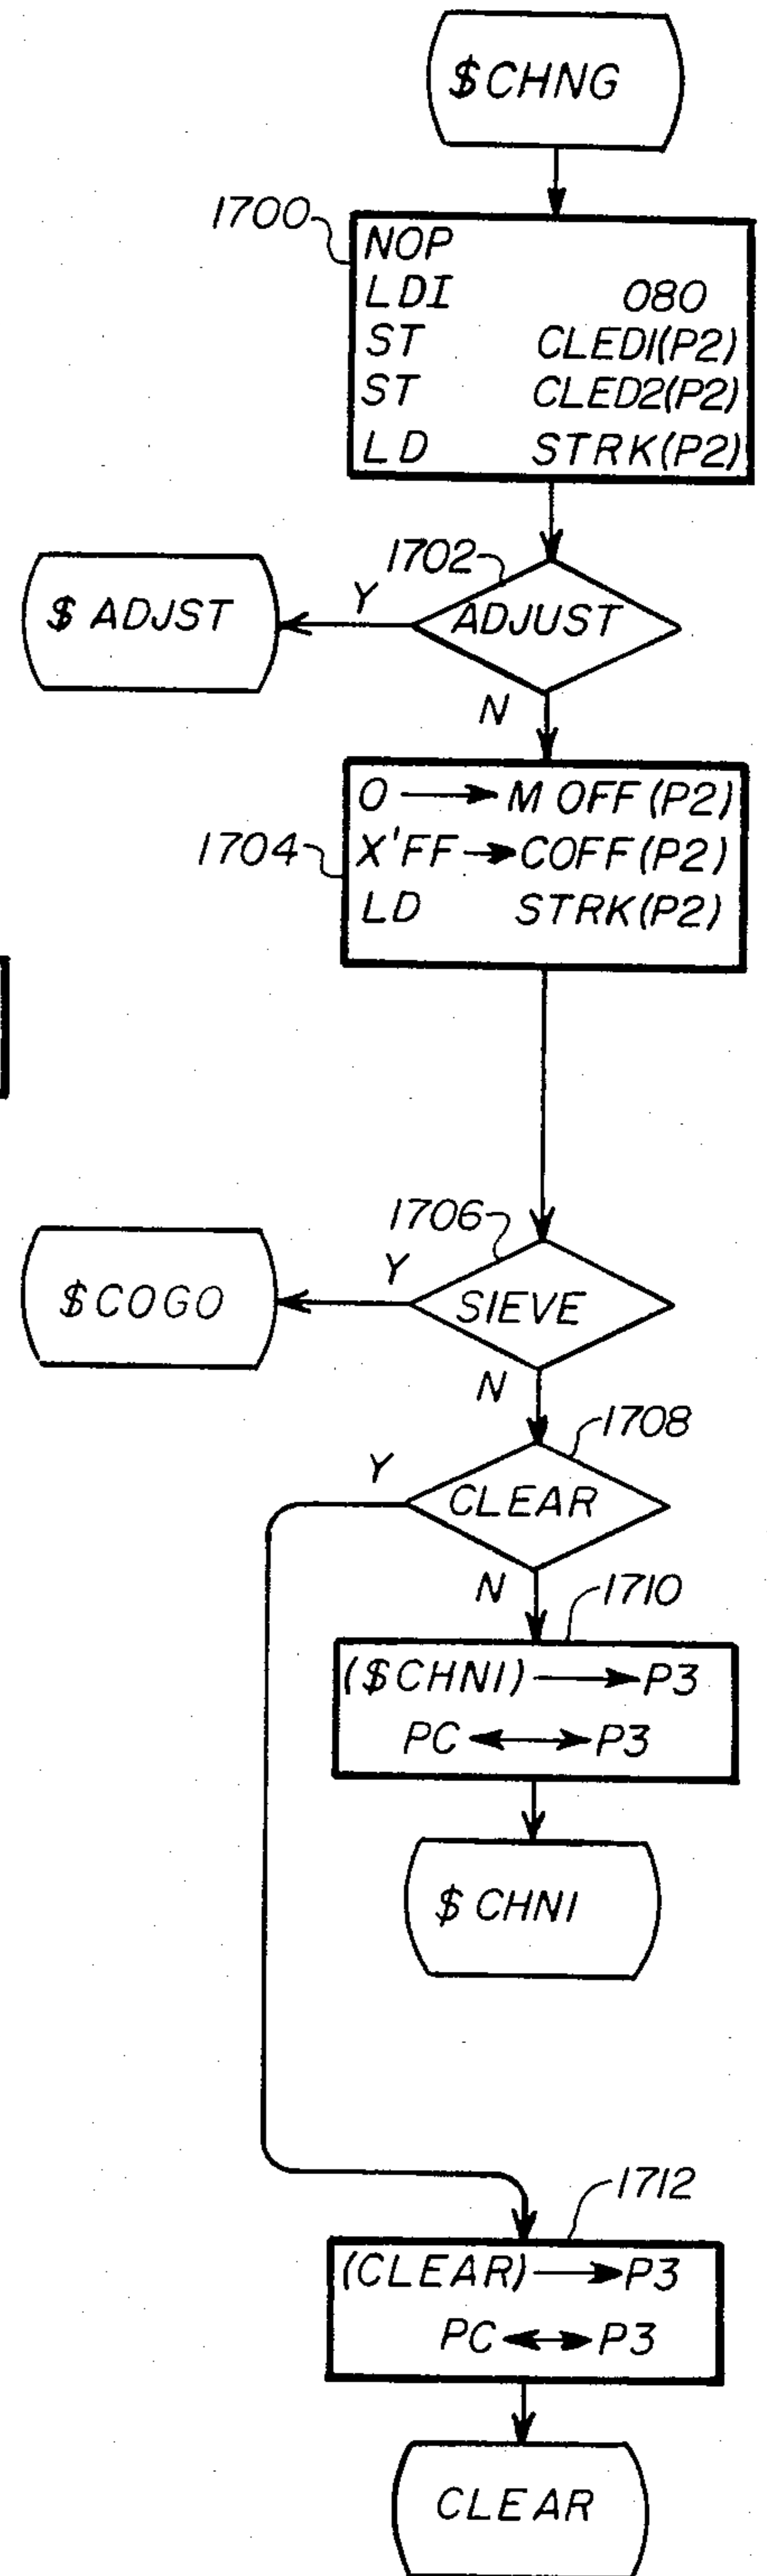 $CHNG
1700
NOP
LDI 080
ST CLED1(P2)
ST CLED2(P2)
LD STRK(P2)
1702
ADJUST
Y
$ ADJST
N
1704
0 → M OFF (P2)
X'FF → COFF (P2)
LD STRK(P2)
1706
SIEVE
Y
$COGO
N
1708
CLEAR
Y
N
1710
($CHN1) → P3
PC ↔ P3
$ CHN1
1712
(CLEAR) → P3
PC ↔ P3
CLEAR